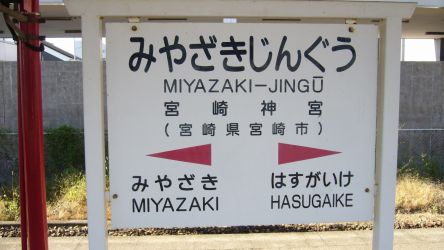 みやざきじんぐう
MIYAZAKI-JINGŪ
宮崎神宮
(宮崎県宮崎市)
みやざき はすがいけ
MIYAZAKI HASUGAIKE